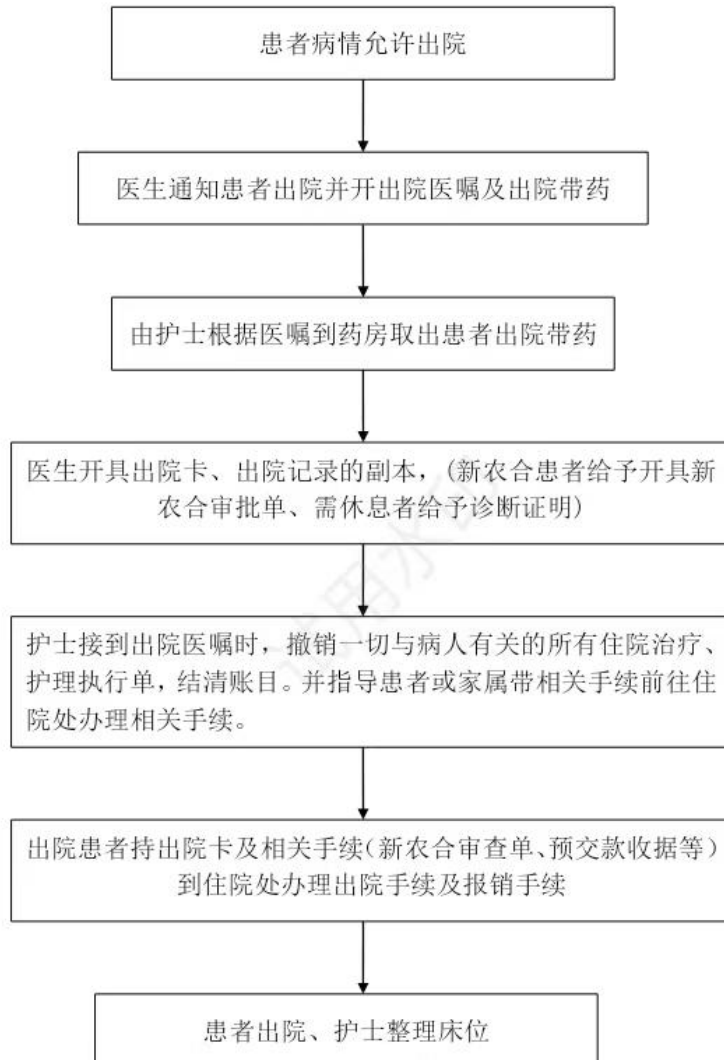 患者病情允许出院
医生通知患者出院并开出院医嘱及出院带药
由护士根据医嘱到药房取出患者出院带药
医生开具出院卡、出院记录的副本，(新农合患者给予开具新
农合审批单、需休息者给予诊断证明)
护士接到出院医嘱时，撤销一切与病人有关的所有住院治疗、
护理执行单，结清账目。并指导患者或家属带相关手续前往住
院处办理相关手续。
出院患者持出院卡及相关手续（新农合审查单、预交款收据等）
到住院处办理出院手续及报销手续
患者出院、护士整理床位
试用水印